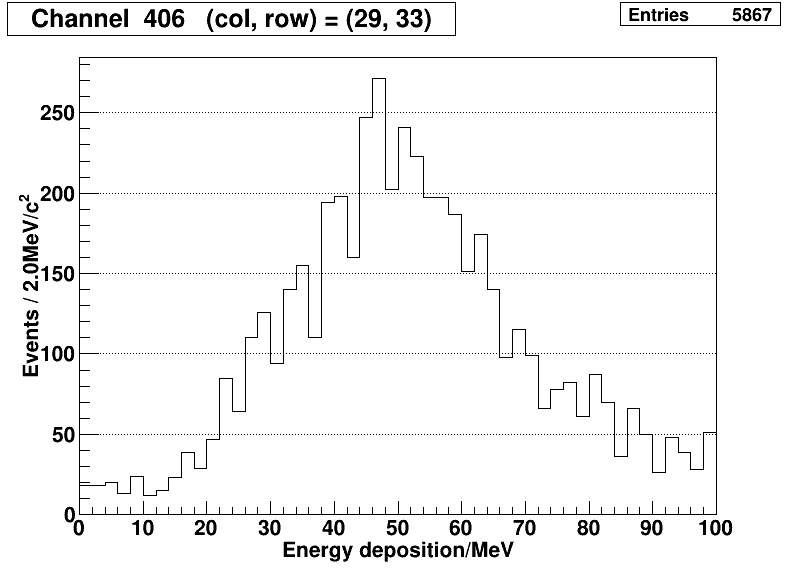 Channel 406 (col, row) = (29, 33)
Entries 5867
Events / 2.0MeV/c²
250
200
150
100
50
0
0 10 20 30 40 50 60 70 80 90 100
Energy deposition/MeV